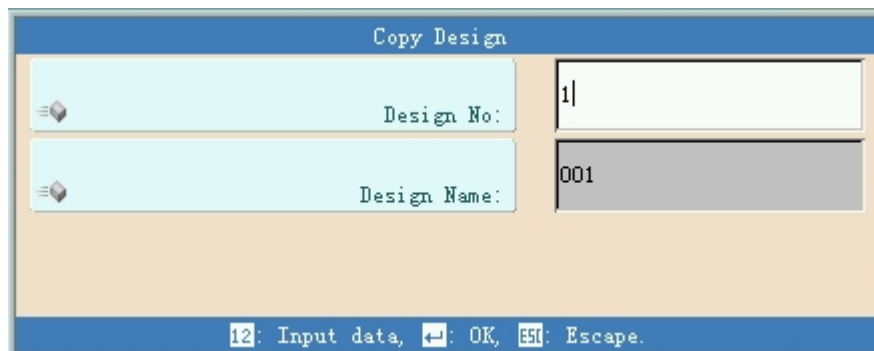 Copy Design
Design No:
1
Design Name:
001
12: Input data, ↵: OK, ESC: Escape.